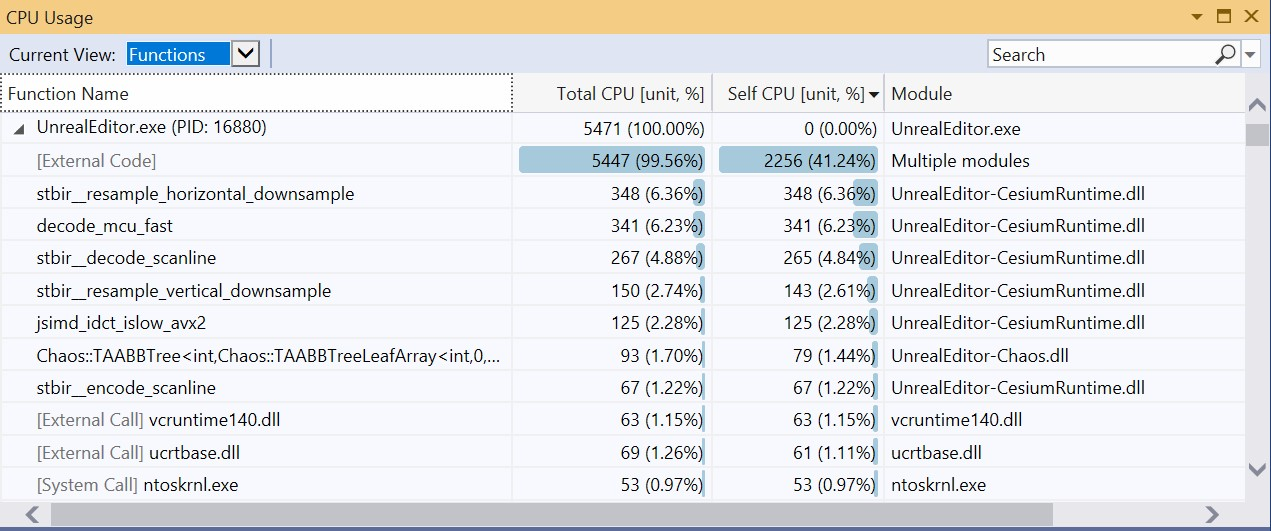 CPU Usage
Current View: Functions Search
Function Name Total CPU [unit, %] Self CPU [unit, %] Module
UnrealEditor.exe (PID: 16880) 5471 (100.00%) 0 (0.00%) UnrealEditor.exe
[External Code] 5447 (99.56%) 2256 (41.24%) Multiple modules
stbir__resample_horizontal_downsample 348 (6.36%) 348 (6.36%) UnrealEditor-CesiumRuntime.dll
decode_mcu_fast 341 (6.23%) 341 (6.23%) UnrealEditor-CesiumRuntime.dll
stbir__decode_scanline 267 (4.88%) 265 (4.84%) UnrealEditor-CesiumRuntime.dll
stbir__resample_vertical_downsample 150 (2.74%) 143 (2.61%) UnrealEditor-CesiumRuntime.dll
jsimd_idct_islow_avx2 125 (2.28%) 125 (2.28%) UnrealEditor-CesiumRuntime.dll
Chaos::TAABBTree<int,Chaos::TAABBTreeLeafArray<int,0,... 93 (1.70%) 79 (1.44%) UnrealEditor-Chaos.dll
stbir__encode_scanline 67 (1.22%) 67 (1.22%) UnrealEditor-CesiumRuntime.dll
[External Call] vcruntime140.dll 63 (1.15%) 63 (1.15%) vcruntime140.dll
[External Call] ucrtbase.dll 69 (1.26%) 61 (1.11%) ucrtbase.dll
[System Call] ntoskrnl.exe 53 (0.97%) 53 (0.97%) ntoskrnl.exe